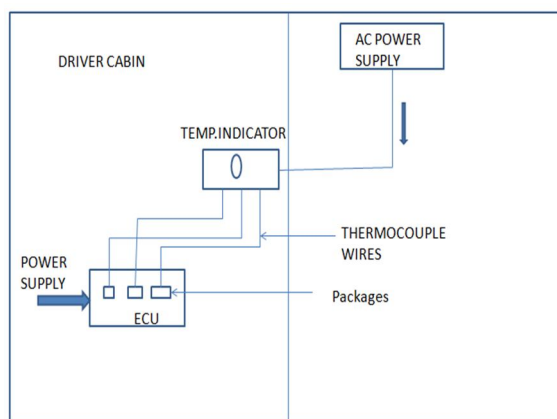 DRIVER CABIN
AC POWER
SUPPLY
TEMP.INDICATOR
THERMOCOUPLE
WIRES
POWER
SUPPLY
Packages
ECU